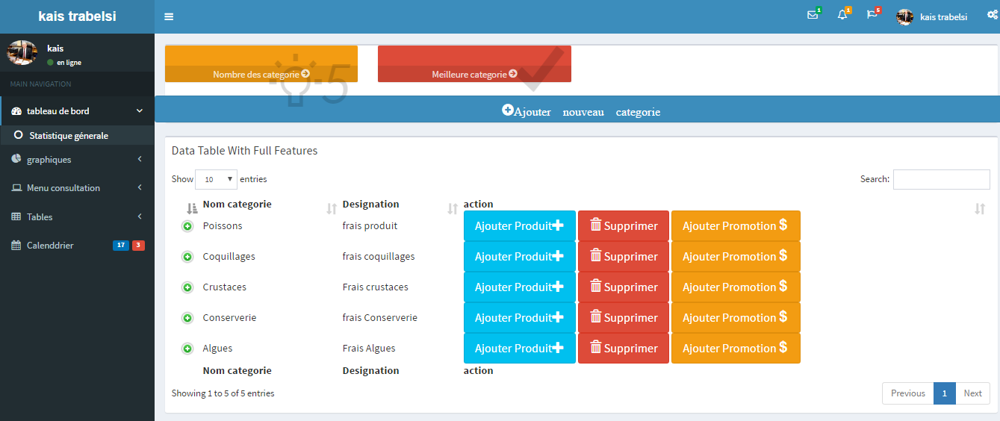 kais trabelsi
1
1
5
kais trabelsi
kais
en ligne
MAIN NAVIGATION
tableau de bord
Statistique génerale
graphiques
Menu consultation
Tables
Calenddrier 17 3
5
Nombre des categorie
Meilleure categorie
Ajouter nouveau categorie
Data Table With Full Features
Show 10 entries
Search:
Nom categorie Designation action
Poissons frais produit Ajouter Produit Supprimer Ajouter Promotion $
Coquillages frais coquillages Ajouter Produit Supprimer Ajouter Promotion $
Crustaces Frais crustaces Ajouter Produit Supprimer Ajouter Promotion $
Conserverie frais Conserverie Ajouter Produit Supprimer Ajouter Promotion $
Algues Frais Algues Ajouter Produit Supprimer Ajouter Promotion $
Nom categorie Designation action
Showing 1 to 5 of 5 entries
Previous 1 Next